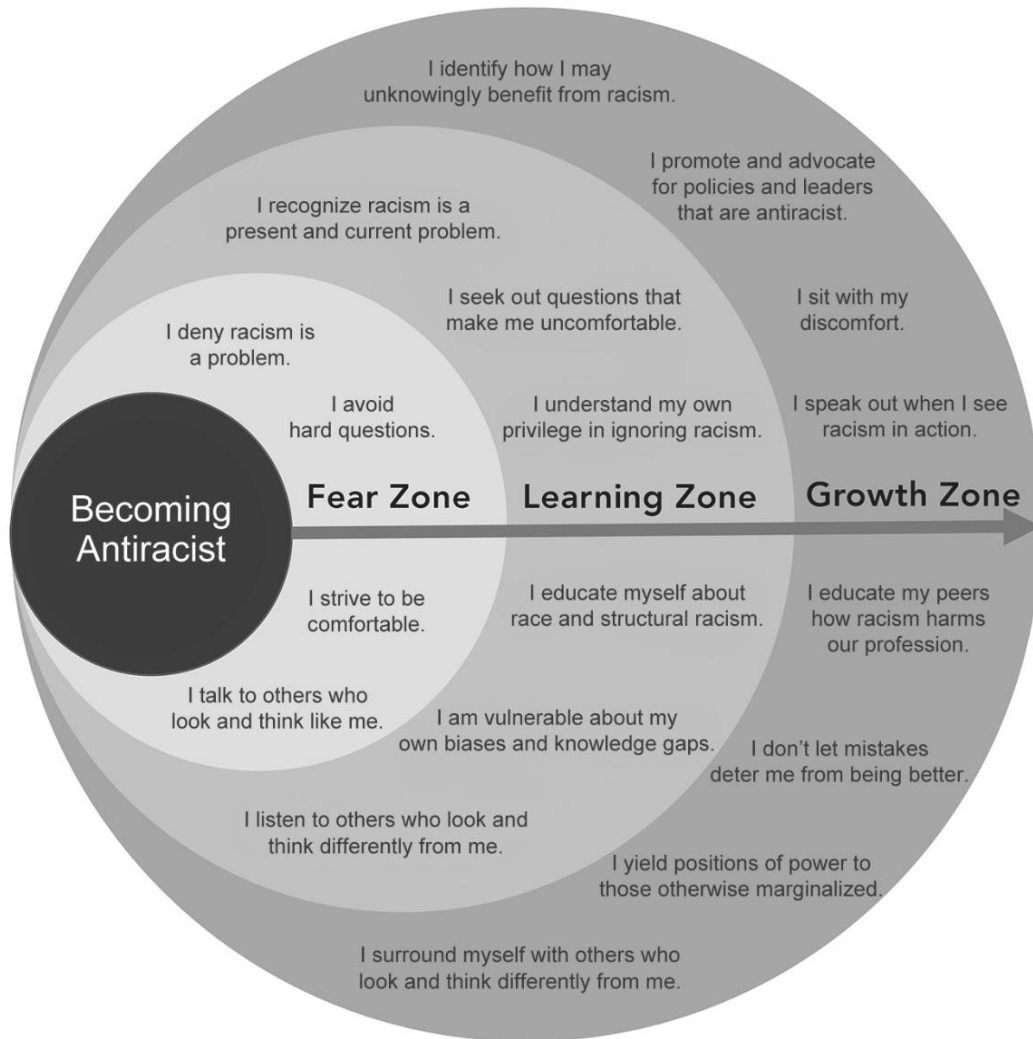 I identify how I may
unknowingly benefit from racism.
I promote and advocate
for policies and leaders
that are antiracist.
I recognize racism is a
present and current problem.
I seek out questions that
make me uncomfortable.
I sit with my
discomfort.
I deny racism is
a problem.
I avoid
hard questions.
I understand my own
privilege in ignoring racism.
I speak out when I see
racism in action.
Becoming
Antiracist
Fear Zone
Learning Zone
Growth Zone
I strive to be
comfortable.
I educate myself about
race and structural racism.
I educate my peers
how racism harms
our profession.
I talk to others who
look and think like me.
I am vulnerable about my
own biases and knowledge gaps.
I don’t let mistakes
deter me from being better.
I listen to others who look and
think differently from me.
I yield positions of power to
those otherwise marginalized.
I surround myself with others who
look and think differently from me.